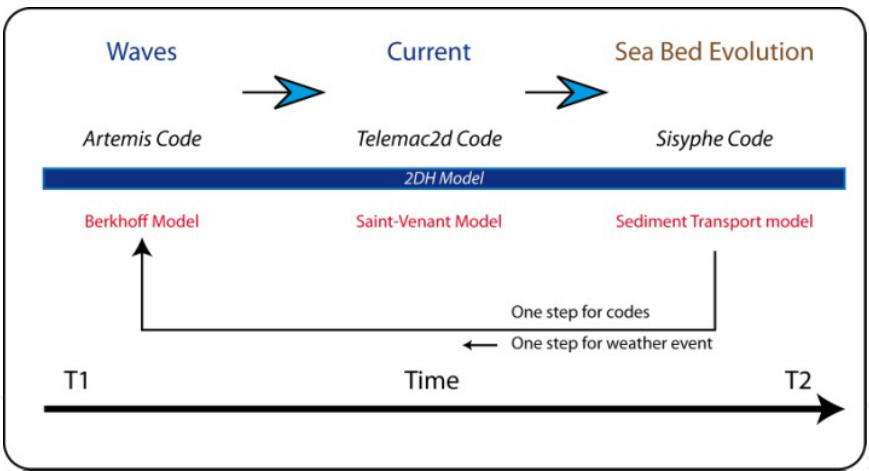 Waves Current Sea Bed Evolution
Artemis Code Telemac2d Code Sisyphe Code
2DH Model
Berkhoff Model Saint-Venant Model Sediment Transport model
One step for codes
One step for weather event
T1 Time T2